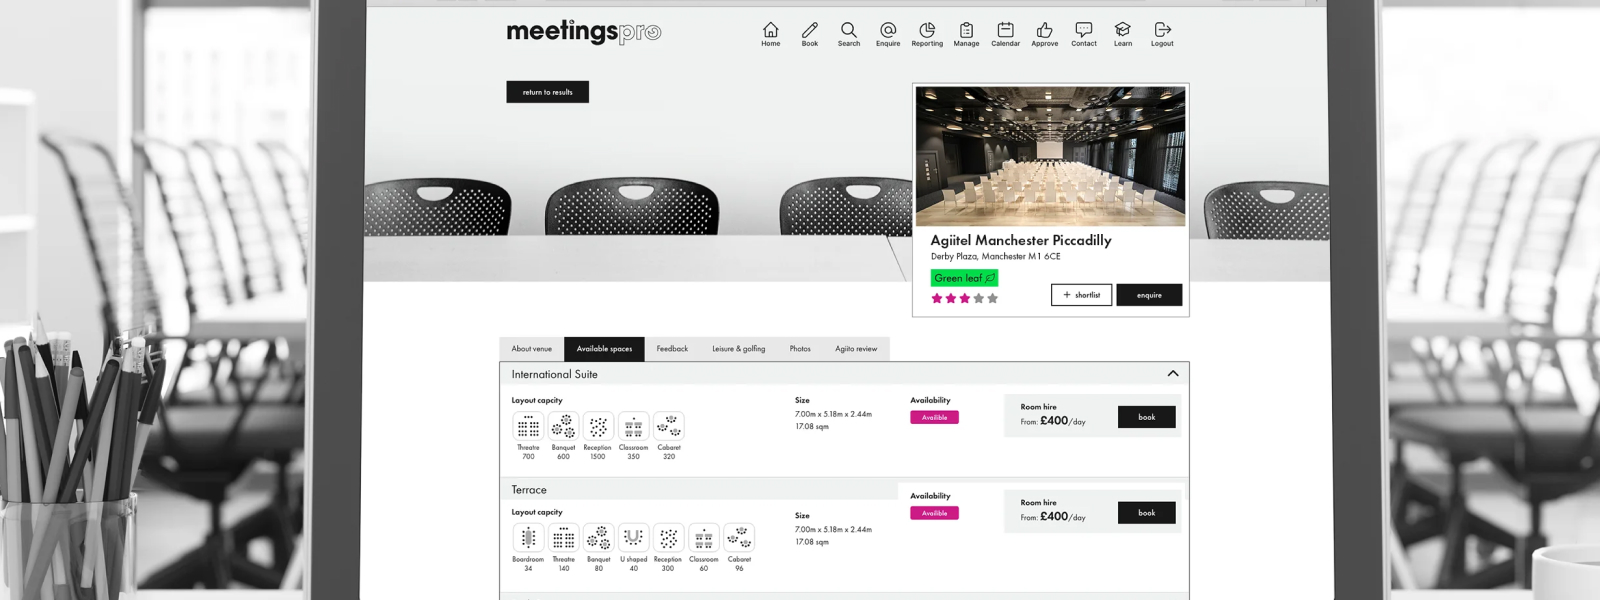 meetingspro
Home Book Search Enquire Reporting Manage Calendar Approve Contact Learn Logout
return to results
Agiitel Manchester Piccadilly
Derby Plaza, Manchester M1 6CE
Green leaf
+ shortlist enquire
About venue Available spaces Feedback Leisure & golfing Photos Agiito review
International Suite
Layout capcity
Threatre Banquet Reception Classroom Cabaret
700 600 1500 350 320
Size
7.00m x 5.18m x 2.44m
17.08 sqm
Availability
Availible
Room hire
From: £400/day
book
Terrace
Layout capcity
Boardroom Threatre Banquet U shaped Reception Classroom Cabaret
34 140 80 40 300 60 96
Size
7.00m x 5.18m x 2.44m
17.08 sqm
Availability
Availible
Room hire
From: £400/day
book